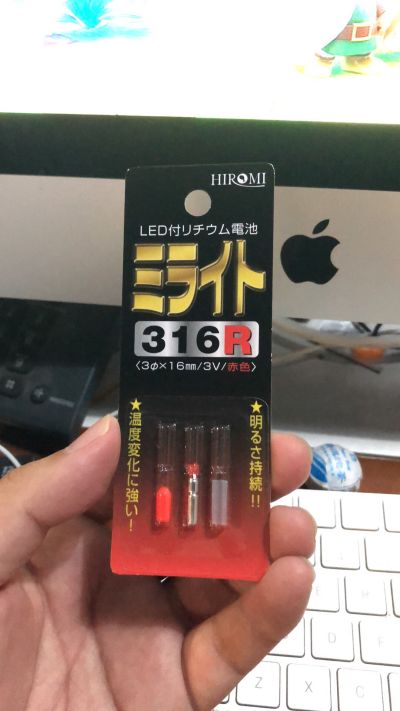 HIROMI
LED付リチウム電池
ミライト
316R
〈3φ×16mm/3V/赤色〉
★温度変化に強い!
★明るさ持続!!
Z
X